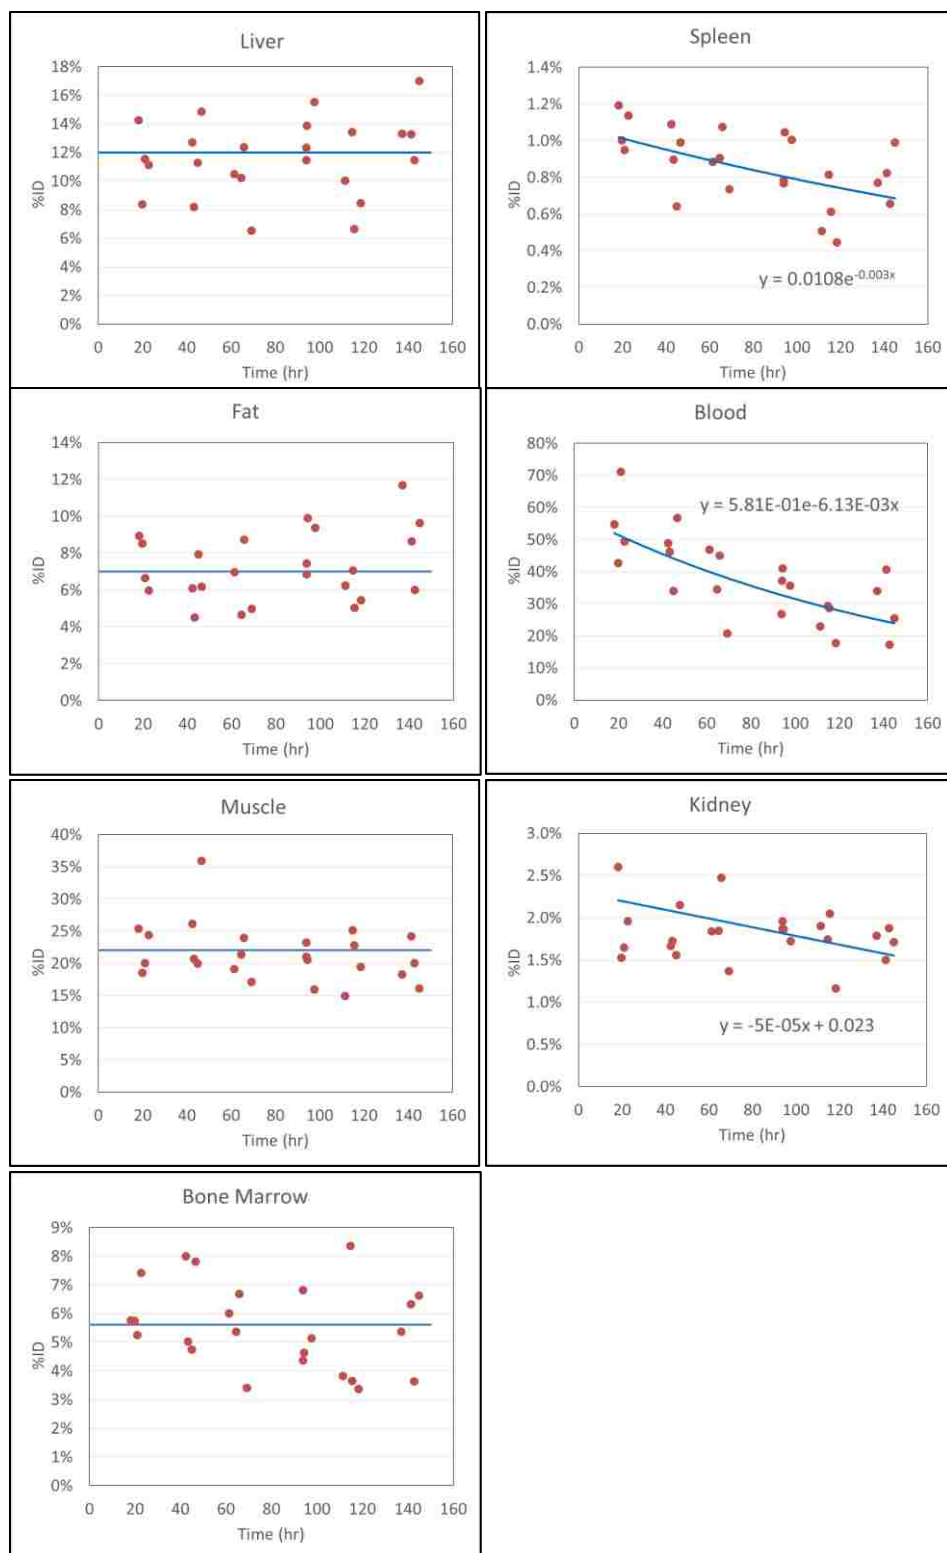 Liver
18%
16%
14%
12%
10%
8%
6%
4%
2%
0%
%ID
0 20 40 60 80 100 120 140 160
Time (hr)
Spleen
1.4%
1.2%
1.0%
0.8%
0.6%
0.4%
0.2%
0.0%
%ID
y = 0.0108e-0.003x
0 20 40 60 80 100 120 140 160
Time (hr)
Fat
14%
12%
10%
8%
6%
4%
2%
0%
%ID
0 20 40 60 80 100 120 140 160
Time (hr)
Blood
80%
70%
60%
50%
40%
30%
20%
10%
0%
%ID
y = 5.81E-01e-6.13E-03x
0 20 40 60 80 100 120 140 160
Time (hr)
Muscle
40%
35%
30%
25%
20%
15%
10%
5%
0%
%ID
0 20 40 60 80 100 120 140 160
Time (hr)
Kidney
3.0%
2.5%
2.0%
1.5%
1.0%
0.5%
0.0%
%ID
y = -5E-05x + 0.023
0 20 40 60 80 100 120 140 160
Time (hr)
Bone Marrow
9%
8%
7%
6%
5%
4%
3%
2%
1%
0%
%ID
0 20 40 60 80 100 120 140 160
Time (hr)